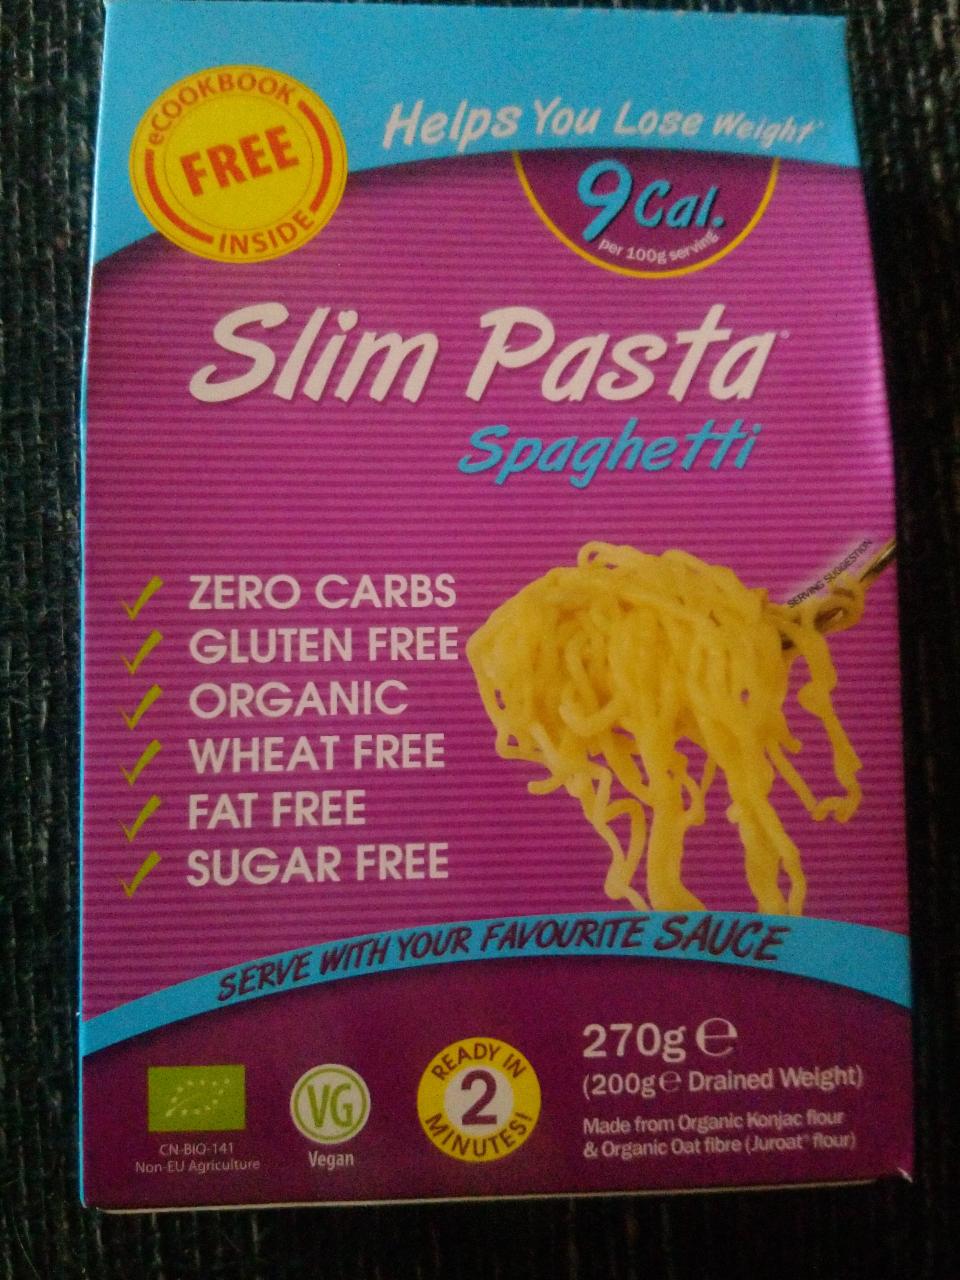 eCOOKBOOK
FREE
INSIDE
Helps You Lose Weight
9 Cal.
per 100g serving
Slim Pasta®
Spaghetti
SERVING SUGGESTION
ZERO CARBS
GLUTEN FREE
ORGANIC
WHEAT FREE
FAT FREE
SUGAR FREE
SERVE WITH YOUR FAVOURITE SAUCE
270g ℮
(200g ℮ Drained Weight)
Made from Organic Konjac flour
& Organic Oat fibre (Juroat® flour)
CN-BIO-141
Non-EU Agriculture
VG
Vegan
READY IN
2
MINUTES!